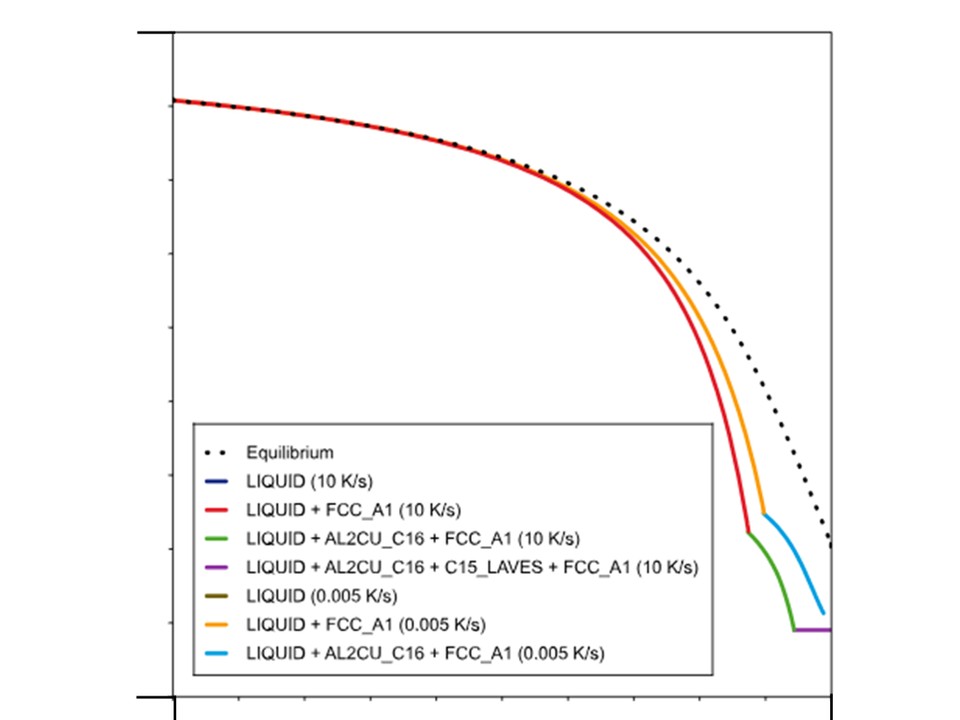 Equilibrium
LIQUID (10 K/s)
LIQUID + FCC_A1 (10 K/s)
LIQUID + AL2CU_C16 + FCC_A1 (10 K/s)
LIQUID + AL2CU_C16 + C15_LAVES + FCC_A1 (10 K/s)
LIQUID (0.005 K/s)
LIQUID + FCC_A1 (0.005 K/s)
LIQUID + AL2CU_C16 + FCC_A1 (0.005 K/s)